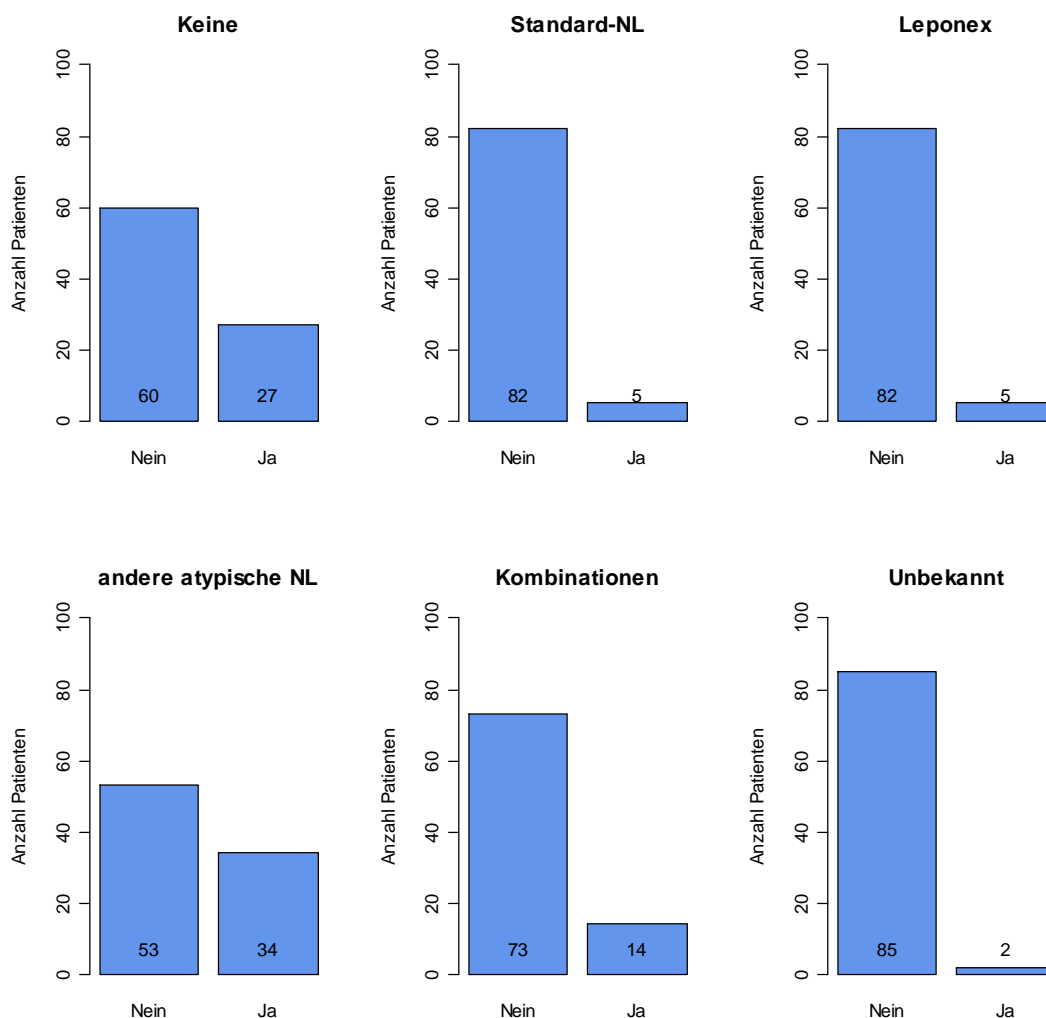 Keine
Anzahl Patienten
100
80
60
40
20
0
60
27
Nein
Ja
Standard-NL
Anzahl Patienten
100
80
60
40
20
0
82
5
Nein
Ja
Leponex
Anzahl Patienten
100
80
60
40
20
0
82
5
Nein
Ja
andere atypische NL
Anzahl Patienten
100
80
60
40
20
0
53
34
Nein
Ja
Kombinationen
Anzahl Patienten
100
80
60
40
20
0
73
14
Nein
Ja
Unbekannt
Anzahl Patienten
100
80
60
40
20
0
85
2
Nein
Ja